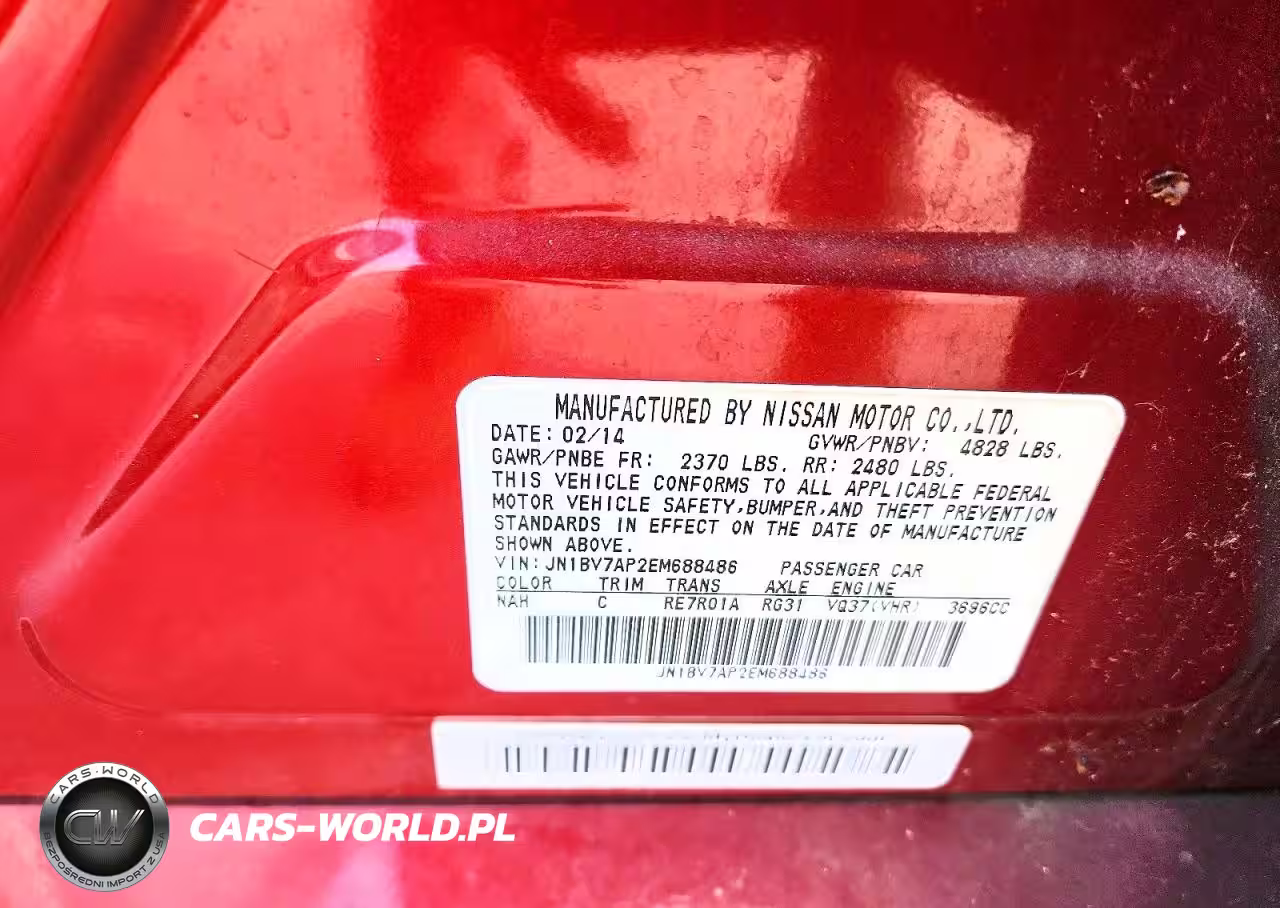 MANUFACTURED BY NISSAN MOTOR CO.,LTD.
DATE: 02/14 GVWR/PNBV: 4828 LBS.
GAWR/PNBE FR: 2370 LBS. RR: 2480 LBS.
THIS VEHICLE CONFORMS TO ALL APPLICABLE FEDERAL
MOTOR VEHICLE SAFETY,BUMPER,AND THEFT PREVENTION
STANDARDS IN EFFECT ON THE DATE OF MANUFACTURE
SHOWN ABOVE.
VIN:JN1BV7AP2EM688486 PASSENGER CAR
COLOR TRIM TRANS AXLE ENGINE
NAH C RE7R01A RG31 VQ37(VHR) 3696CC
JN1BV7AP2EM688486
CARS-WORLD
CW
BEZPOŚREDNI IMPORT Z USA
CARS-WORLD.PL